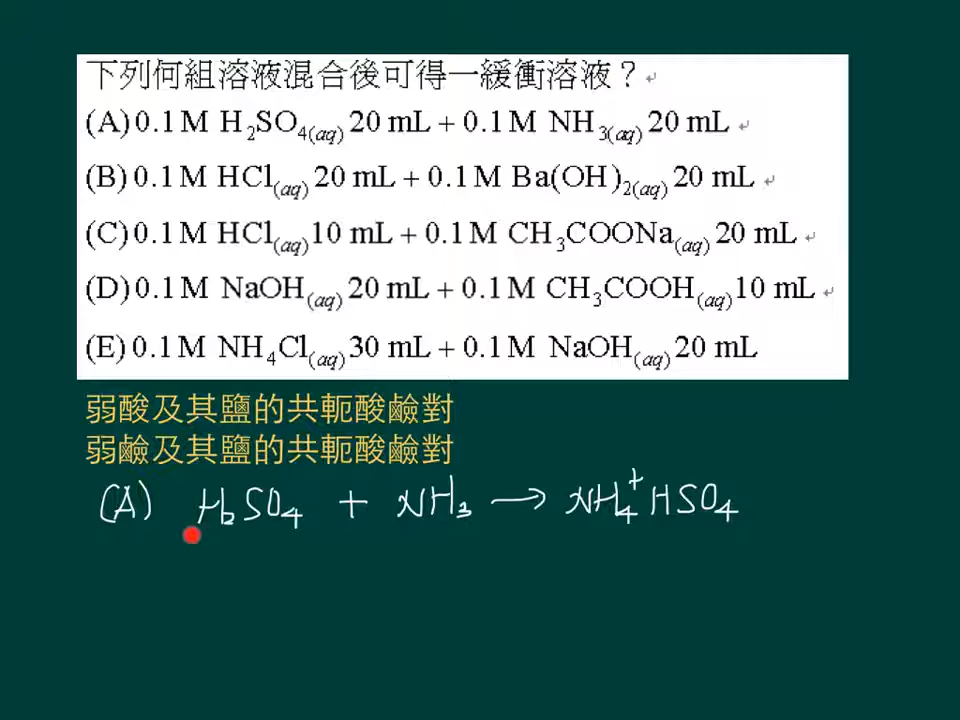 下列何組溶液混合後可得一緩衝溶液？
(A) 0.1 M H₂SO₄₍aq₎ 20 mL + 0.1 M NH₃₍aq₎ 20 mL
(B) 0.1 M HCl₍aq₎ 20 mL + 0.1 M Ba(OH)₂₍aq₎ 20 mL
(C) 0.1 M HCl₍aq₎ 10 mL + 0.1 M CH₃COONa₍aq₎ 20 mL
(D) 0.1 M NaOH₍aq₎ 20 mL + 0.1 M CH₃COOH₍aq₎ 10 mL
(E) 0.1 M NH₄Cl₍aq₎ 30 mL + 0.1 M NaOH₍aq₎ 20 mL
弱酸及其鹽的共軛酸鹼對
弱鹼及其鹽的共軛酸鹼對
(A) H₂SO₄ + NH₃ → NH₄⁺HSO₄